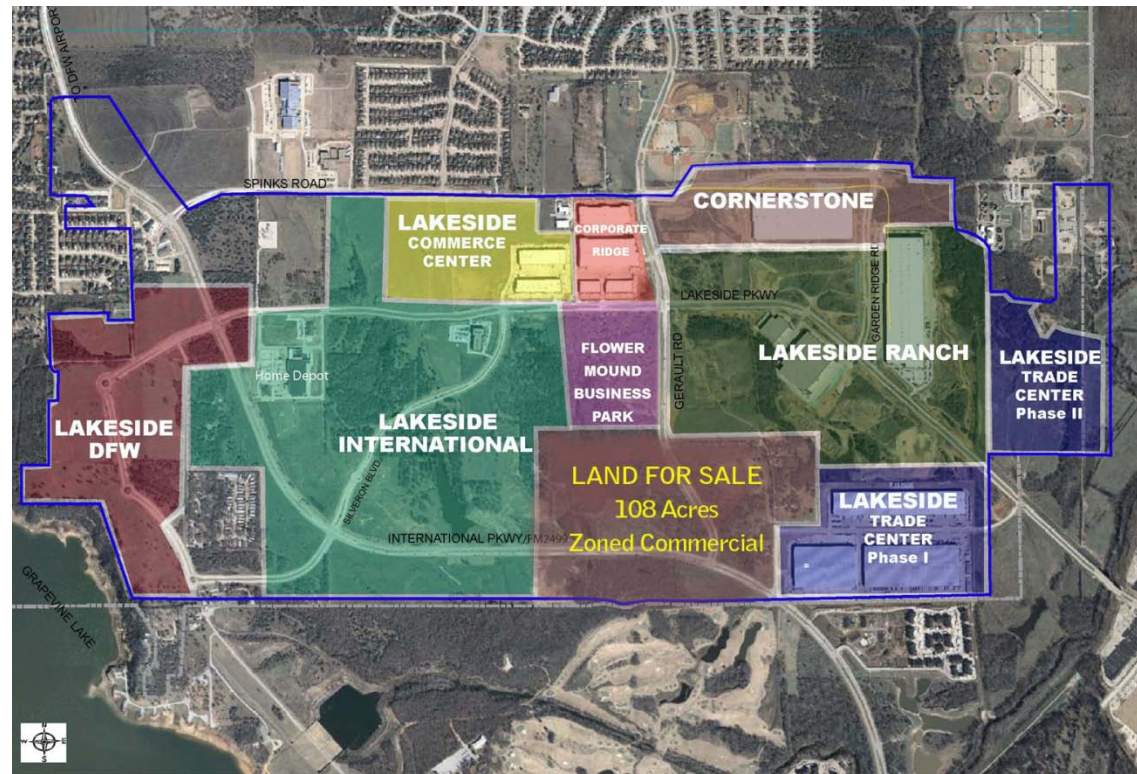 TO DFW AIRPOR
SPINKS ROAD
LAKESIDE
COMMERCE
CENTER
CORPORATE
RIDGE
CORNERSTONE
LAKESIDE PKWY
GARDEN RIDGE RD
GERAULT RD
FLOWER
MOUND
BUSINESS
PARK
LAKESIDE RANCH
LAKESIDE
TRADE
CENTER
Phase II
Home Depot
LAKESIDE
DFW
LAKESIDE
INTERNATIONAL
SILVERON BLVD.
INTERNATIONAL PKWY/FM2499
LAND FOR SALE
108 Acres
Zoned Commercial
LAKESIDE
TRADE
CENTER
Phase I
GRAPEVINE LAKE
N
W E
S